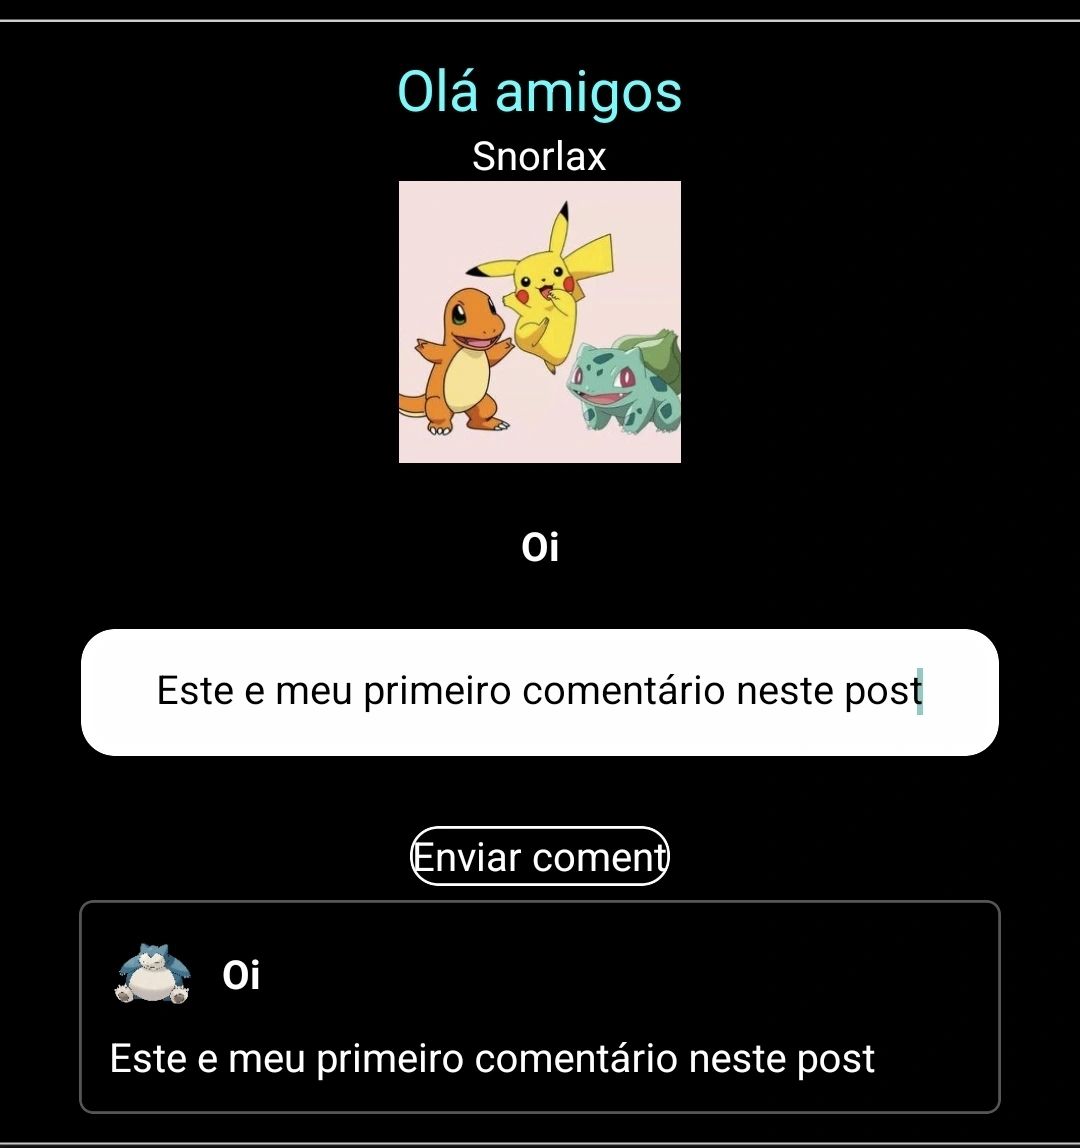 Olá amigos
Snorlax
Oi
Este e meu primeiro comentário neste post
Enviar coment
Oi
Este e meu primeiro comentário neste post